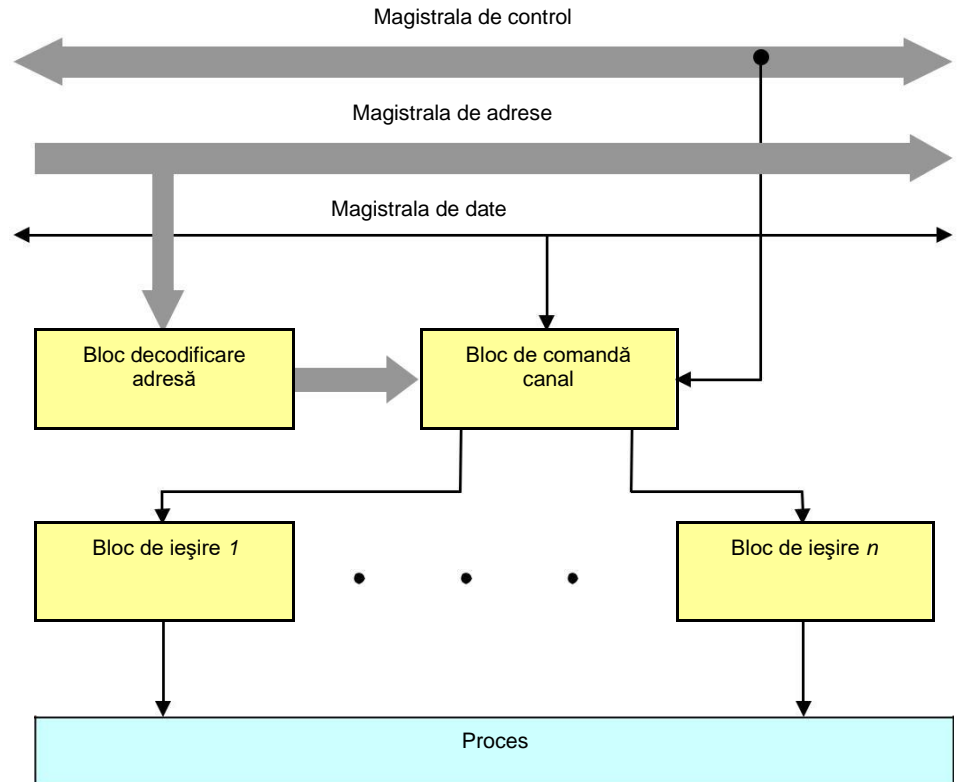 Magistrala de control
Magistrala de adrese
Magistrala de date
Bloc decodificare
adresă
Bloc de comandă
canal
Bloc de ieşire 1
Bloc de ieşire n
Proces